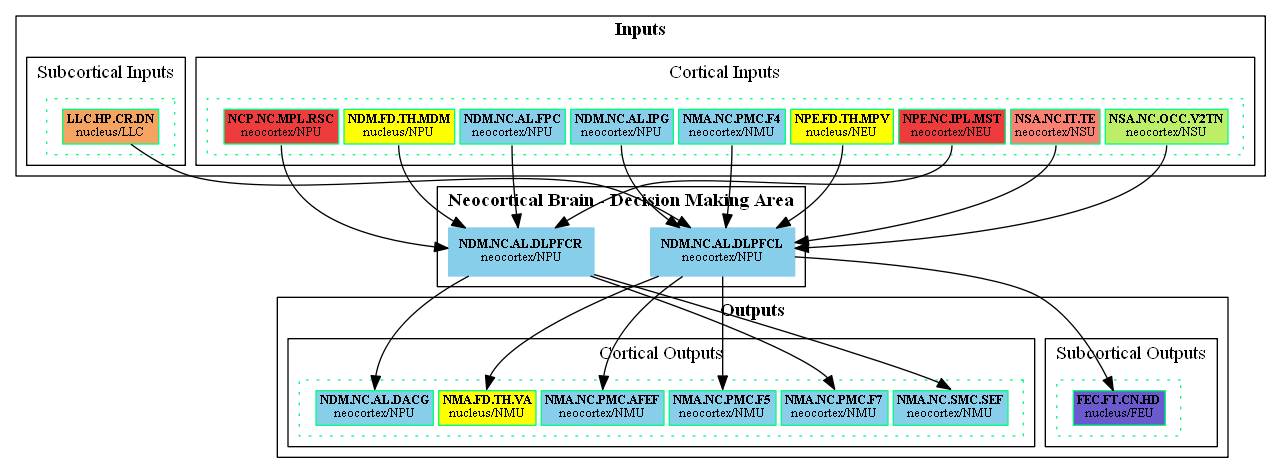 Inputs
Subcortical Inputs
Cortical Inputs
LLC.HP.CR.DN
nucleus/LLC
NCP.NC.MPL.RSC
neocortex/NPU
NDM.FD.TH.MDM
nucleus/NPU
NDM.NC.AL.FPC
neocortex/NPU
NDM.NC.AL.IPG
neocortex/NPU
NMA.NC.PMC.F4
neocortex/NMU
NPE.FD.TH.MPV
nucleus/NEU
NPE.NC.IPL.MST
neocortex/NEU
NSA.NC.IT.TE
neocortex/NSU
NSA.NC.OCC.V2TN
neocortex/NSU
Neocortical Brain - Decision Making Area
NDM.NC.AL.DLPFCR
neocortex/NPU
NDM.NC.AL.DLPFCL
neocortex/NPU
Outputs
Cortical Outputs
Subcortical Outputs
NDM.NC.AL.DACG
neocortex/NPU
NMA.FD.TH.VA
nucleus/NMU
NMA.NC.PMC.AFEF
neocortex/NMU
NMA.NC.PMC.F5
neocortex/NMU
NMA.NC.PMC.F7
neocortex/NMU
NMA.NC.SMC.SEF
neocortex/NMU
FEC.FT.CN.HD
nucleus/FEU